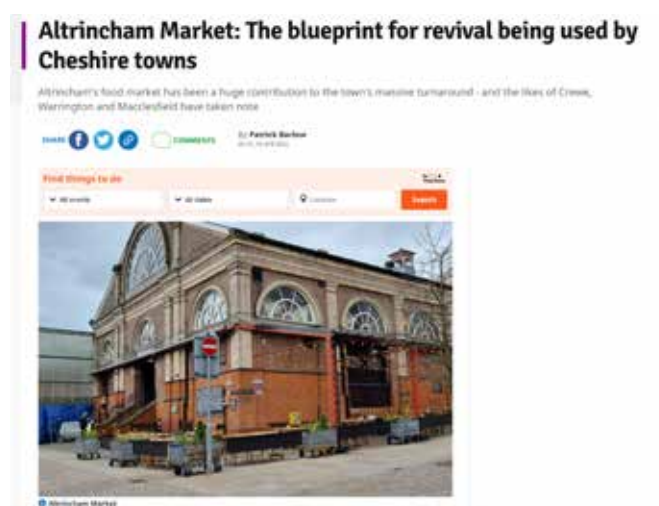 Altrincham Market: The blueprint for revival being used by
Cheshire towns
Altrincham's food market has been a huge contribution to the town's massive turnaround - and the likes of Crewe,
Warrington and Macclesfield have taken note
SHARE
COMMENTS
By Patrick Barlow
Find things to do
All events
All dates
Location
Search
Altrincham Market